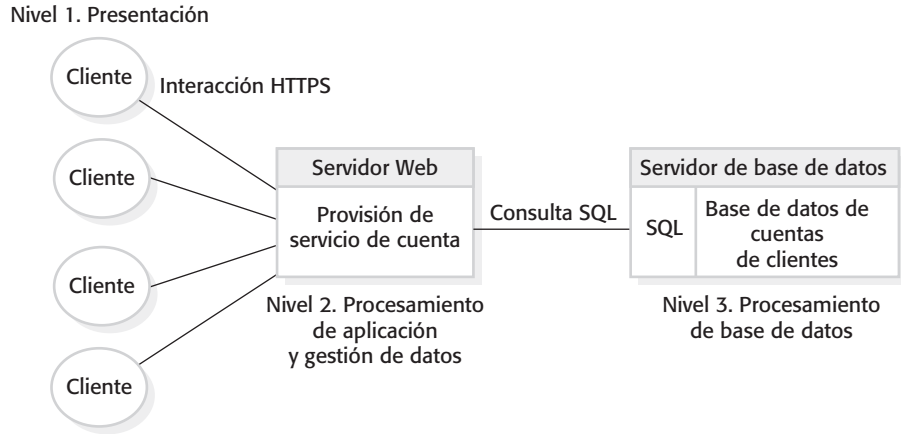 Nivel 1. Presentación
Cliente
Interacción HTTPS
Cliente
Cliente
Cliente
Servidor Web
Provisión de
servicio de cuenta
Nivel 2. Procesamiento
de aplicación
y gestión de datos
Consulta SQL
Servidor de base de datos
SQL
Base de datos de
cuentas
de clientes
Nivel 3. Procesamiento
de base de datos